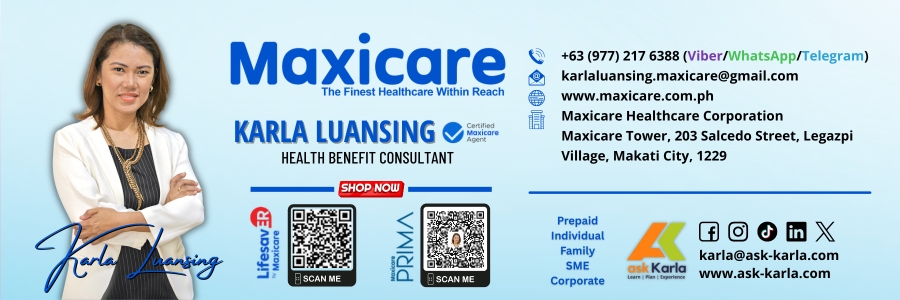 Maxicare
The Finest Healthcare Within Reach
KARLA LUANSING
Certified
Maxicare
Agent
HEALTH BENEFIT CONSULTANT
SHOP NOW
LifesavER
by Maxicare
SCAN ME
Maxicare
PRIMA
SCAN ME
Karla Luansing
+63 (977) 217 6388 (Viber/WhatsApp/Telegram)
karlaluansing.maxicare@gmail.com
www.maxicare.com.ph
Maxicare Healthcare Corporation
Maxicare Tower, 203 Salcedo Street, Legazpi
Village, Makati City, 1229
Prepaid
Individual
Family
SME
Corporate
ask Karla
Learn | Plan | Experience
karla@ask-karla.com
www.ask-karla.com